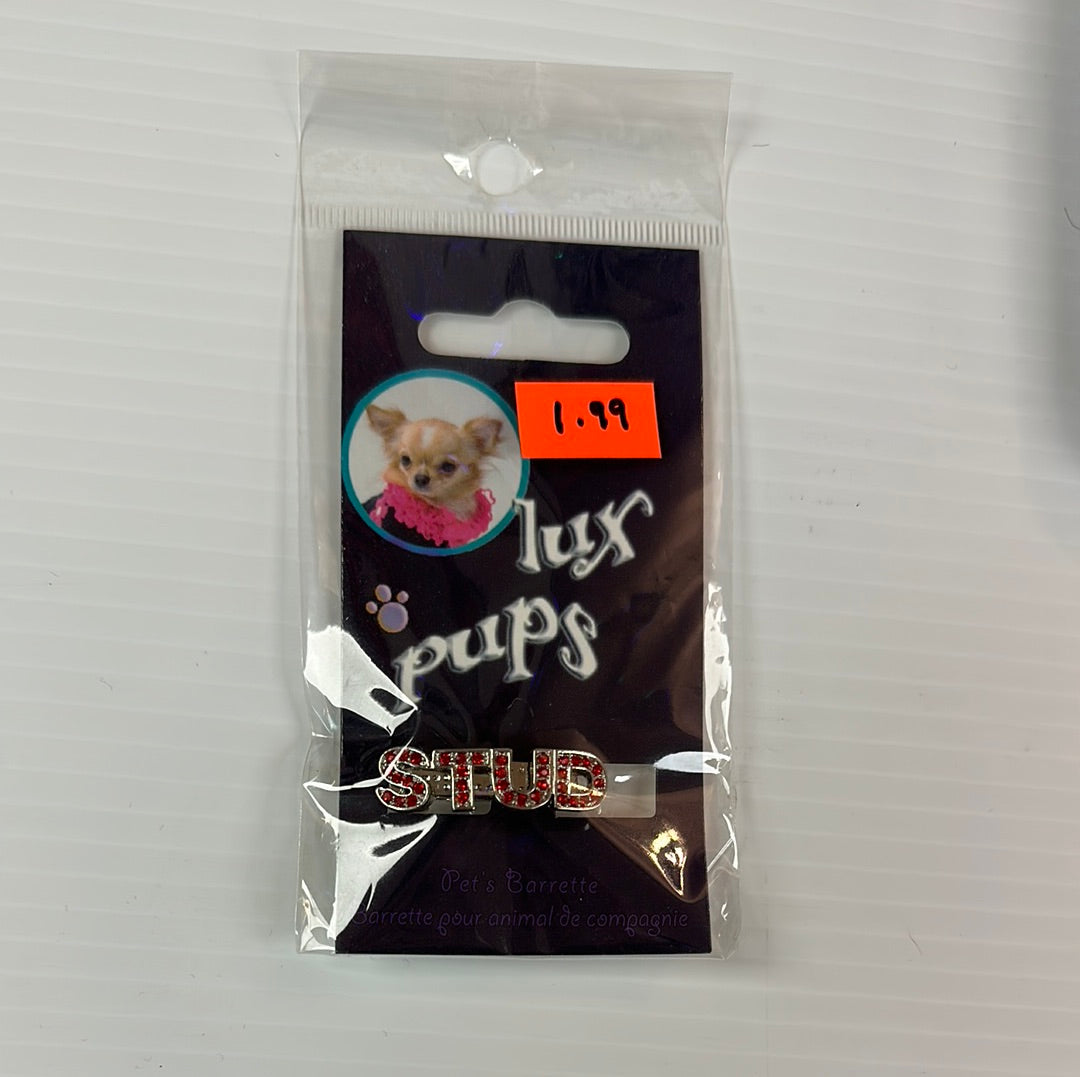 1.99
lux
pups
STUD
Pet's Barrette
Barrette pour animal de compagnie